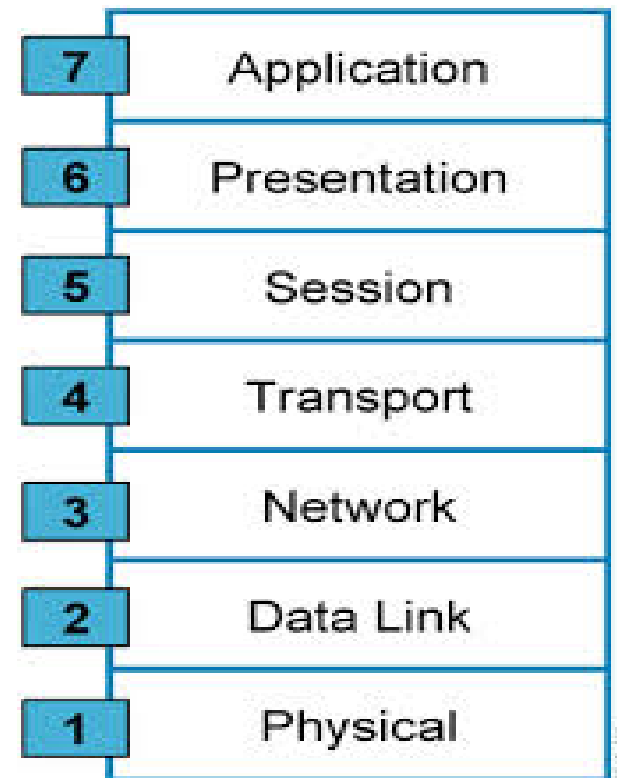 7 Application
6 Presentation
5 Session
4 Transport
3 Network
2 Data Link
1 Physical